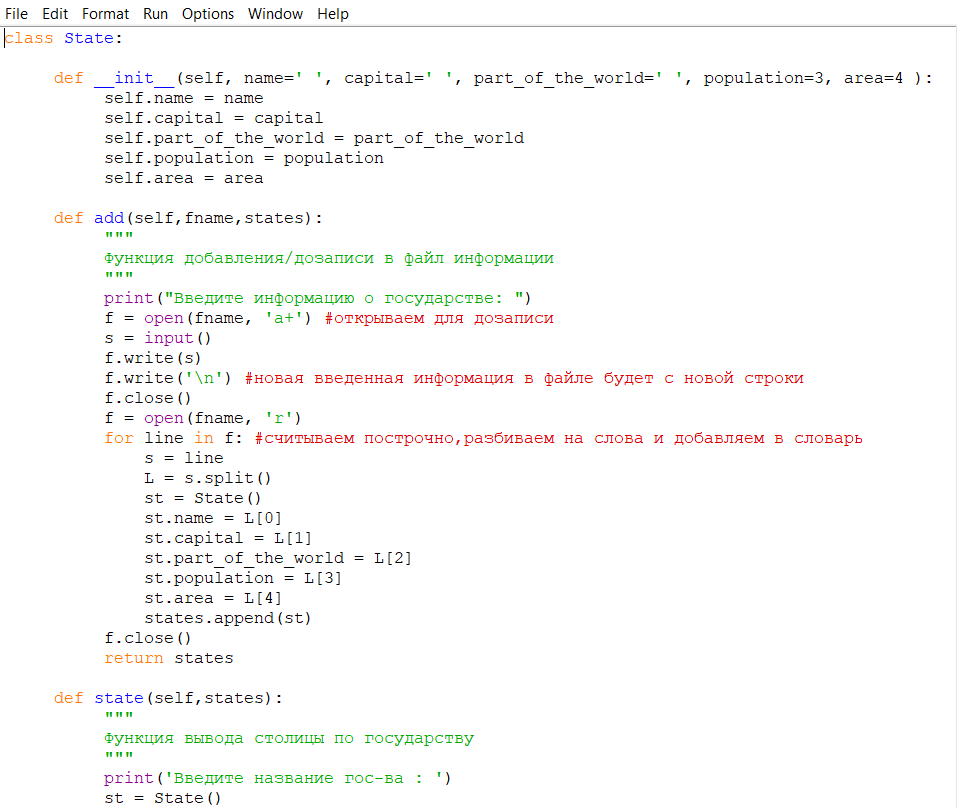 File Edit Format Run Options Window Help
class State:
def __init__(self, name=' ', capital=' ', part_of_the_world=' ', population=3, area=4 ):
self.name = name
self.capital = capital
self.part_of_the_world = part_of_the_world
self.population = population
self.area = area
def add(self,fname,states):
"""
Функция добавления/дозаписи в файл информации
"""
print("Введите информацию о государстве: ")
f = open(fname, 'a+') #открываем для дозаписи
s = input()
f.write(s)
f.write('\n') #новая введенная информация в файле будет с новой строки
f.close()
f = open(fname, 'r')
for line in f: #считываем построчно,разбиваем на слова и добавляем в словарь
s = line
L = s.split()
st = State()
st.name = L[0]
st.capital = L[1]
st.part_of_the_world = L[2]
st.population = L[3]
st.area = L[4]
states.append(st)
f.close()
return states
def state(self,states):
"""
Функция вывода столицы по государству
"""
print('Введите название гос-ва : ')
st = State()